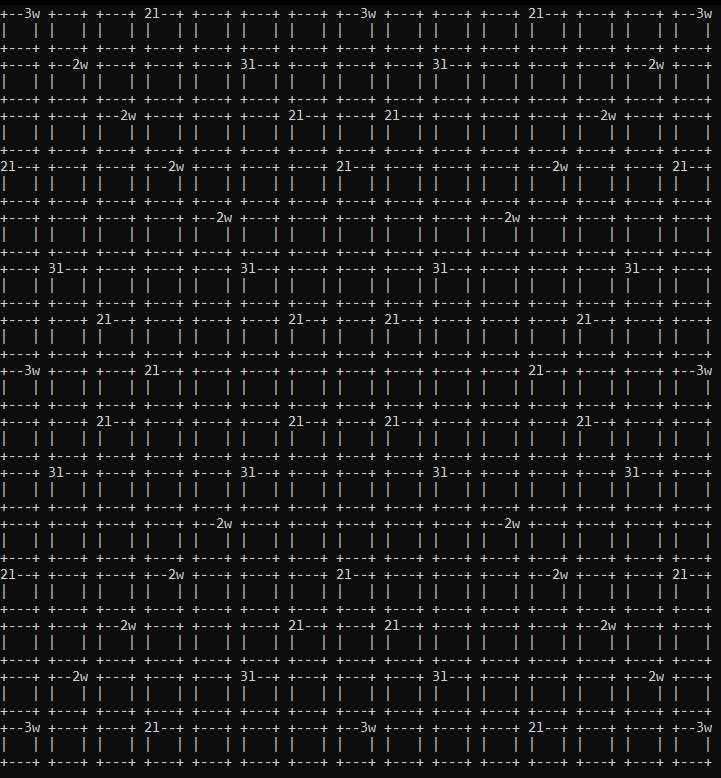 +--3w +---+ +---+ 2l--+ +---+ +---+ +---+ +--3w +---+ +---+ +---+ 2l--+ +---+ +---+ +--3w
|   | |   | |   | |   | |   | |   | |   | |   | |   | |   | |   | |   | |   | |   | |   |
+---+ +---+ +---+ +---+ +---+ +---+ +---+ +---+ +---+ +---+ +---+ +---+ +---+ +---+ +---+
+---+ +--2w +---+ +---+ +---+ 3l--+ +---+ +---+ +---+ 3l--+ +---+ +---+ +---+ +--2w +---+
|   | |   | |   | |   | |   | |   | |   | |   | |   | |   | |   | |   | |   | |   | |   |
+---+ +---+ +---+ +---+ +---+ +---+ +---+ +---+ +---+ +---+ +---+ +---+ +---+ +---+ +---+
+---+ +---+ +--2w +---+ +---+ +---+ 2l--+ +---+ 2l--+ +---+ +---+ +---+ +--2w +---+ +---+
|   | |   | |   | |   | |   | |   | |   | |   | |   | |   | |   | |   | |   | |   | |   |
+---+ +---+ +---+ +---+ +---+ +---+ +---+ +---+ +---+ +---+ +---+ +---+ +---+ +---+ +---+
2l--+ +---+ +---+ +--2w +---+ +---+ +---+ 2l--+ +---+ +---+ +---+ +--2w +---+ +---+ 2l--+
|   | |   | |   | |   | |   | |   | |   | |   | |   | |   | |   | |   | |   | |   | |   |
+---+ +---+ +---+ +---+ +---+ +---+ +---+ +---+ +---+ +---+ +---+ +---+ +---+ +---+ +---+
+---+ +---+ +---+ +---+ +--2w +---+ +---+ +---+ +---+ +---+ +--2w +---+ +---+ +---+ +---+
|   | |   | |   | |   | |   | |   | |   | |   | |   | |   | |   | |   | |   | |   | |   |
+---+ +---+ +---+ +---+ +---+ +---+ +---+ +---+ +---+ +---+ +---+ +---+ +---+ +---+ +---+
+---+ 3l--+ +---+ +---+ +---+ 3l--+ +---+ +---+ +---+ 3l--+ +---+ +---+ +---+ 3l--+ +---+
|   | |   | |   | |   | |   | |   | |   | |   | |   | |   | |   | |   | |   | |   | |   |
+---+ +---+ +---+ +---+ +---+ +---+ +---+ +---+ +---+ +---+ +---+ +---+ +---+ +---+ +---+
+---+ +---+ 2l--+ +---+ +---+ +---+ 2l--+ +---+ 2l--+ +---+ +---+ +---+ 2l--+ +---+ +---+
|   | |   | |   | |   | |   | |   | |   | |   | |   | |   | |   | |   | |   | |   | |   |
+---+ +---+ +---+ +---+ +---+ +---+ +---+ +---+ +---+ +---+ +---+ +---+ +---+ +---+ +---+
+--3w +---+ +---+ 2l--+ +---+ +---+ +---+ +---+ +---+ +---+ +---+ 2l--+ +---+ +---+ +--3w
|   | |   | |   | |   | |   | |   | |   | |   | |   | |   | |   | |   | |   | |   | |   |
+---+ +---+ +---+ +---+ +---+ +---+ +---+ +---+ +---+ +---+ +---+ +---+ +---+ +---+ +---+
+---+ +---+ 2l--+ +---+ +---+ +---+ 2l--+ +---+ 2l--+ +---+ +---+ +---+ 2l--+ +---+ +---+
|   | |   | |   | |   | |   | |   | |   | |   | |   | |   | |   | |   | |   | |   | |   |
+---+ +---+ +---+ +---+ +---+ +---+ +---+ +---+ +---+ +---+ +---+ +---+ +---+ +---+ +---+
+---+ 3l--+ +---+ +---+ +---+ 3l--+ +---+ +---+ +---+ 3l--+ +---+ +---+ +---+ 3l--+ +---+
|   | |   | |   | |   | |   | |   | |   | |   | |   | |   | |   | |   | |   | |   | |   |
+---+ +---+ +---+ +---+ +---+ +---+ +---+ +---+ +---+ +---+ +---+ +---+ +---+ +---+ +---+
+---+ +---+ +---+ +---+ +--2w +---+ +---+ +---+ +---+ +---+ +--2w +---+ +---+ +---+ +---+
|   | |   | |   | |   | |   | |   | |   | |   | |   | |   | |   | |   | |   | |   | |   |
+---+ +---+ +---+ +---+ +---+ +---+ +---+ +---+ +---+ +---+ +---+ +---+ +---+ +---+ +---+
2l--+ +---+ +---+ +--2w +---+ +---+ +---+ 2l--+ +---+ +---+ +---+ +--2w +---+ +---+ 2l--+
|   | |   | |   | |   | |   | |   | |   | |   | |   | |   | |   | |   | |   | |   | |   |
+---+ +---+ +---+ +---+ +---+ +---+ +---+ +---+ +---+ +---+ +---+ +---+ +---+ +---+ +---+
+---+ +---+ +--2w +---+ +---+ +---+ 2l--+ +---+ 2l--+ +---+ +---+ +---+ +--2w +---+ +---+
|   | |   | |   | |   | |   | |   | |   | |   | |   | |   | |   | |   | |   | |   | |   |
+---+ +---+ +---+ +---+ +---+ +---+ +---+ +---+ +---+ +---+ +---+ +---+ +---+ +---+ +---+
+---+ +--2w +---+ +---+ +---+ 3l--+ +---+ +---+ +---+ 3l--+ +---+ +---+ +---+ +--2w +---+
|   | |   | |   | |   | |   | |   | |   | |   | |   | |   | |   | |   | |   | |   | |   |
+---+ +---+ +---+ +---+ +---+ +---+ +---+ +---+ +---+ +---+ +---+ +---+ +---+ +---+ +---+
+--3w +---+ +---+ 2l--+ +---+ +---+ +---+ +--3w +---+ +---+ +---+ 2l--+ +---+ +---+ +--3w
|   | |   | |   | |   | |   | |   | |   | |   | |   | |   | |   | |   | |   | |   | |   |
+---+ +---+ +---+ +---+ +---+ +---+ +---+ +---+ +---+ +---+ +---+ +---+ +---+ +---+ +---+